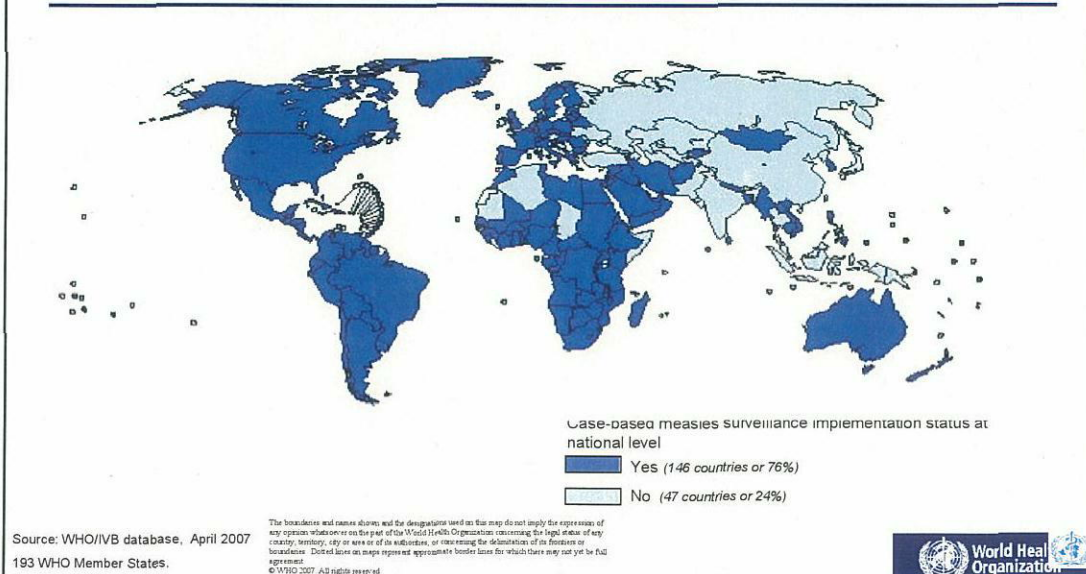 Case-based measles surveillance implementation status at
national level
Yes (146 countries or 76%)
No (47 countries or 24%)
Source: WHO/IVB database, April 2007
193 WHO Member States.
The boundaries and names shown and the designations used on this map do not imply the expression of
any opinion whatsoever on the part of the World Health Organization concerning the legal status of any
country, territory, city or area or of its authorities, or concerning the delimitation of its frontiers or
boundaries. Dotted lines on maps represent approximate border lines for which there may not yet be full
agreement.
© WHO 2007. All rights reserved
World Heal
Organization